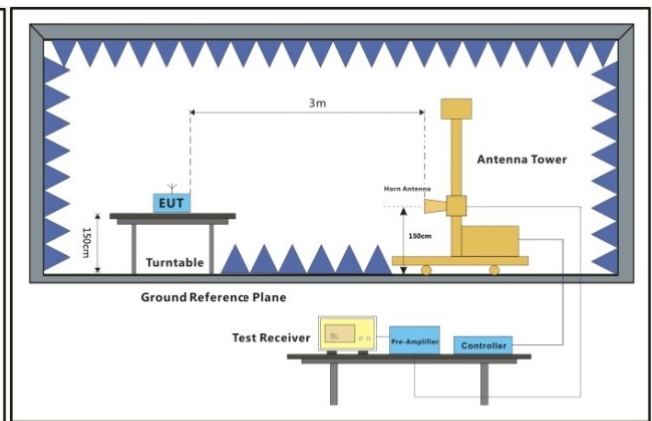 3m
Antenna Tower
Horn Antenna
EUT
150cm
150cm
Turntable
Ground Reference Plane
Test Receiver
Pre-Amplifier
Controller